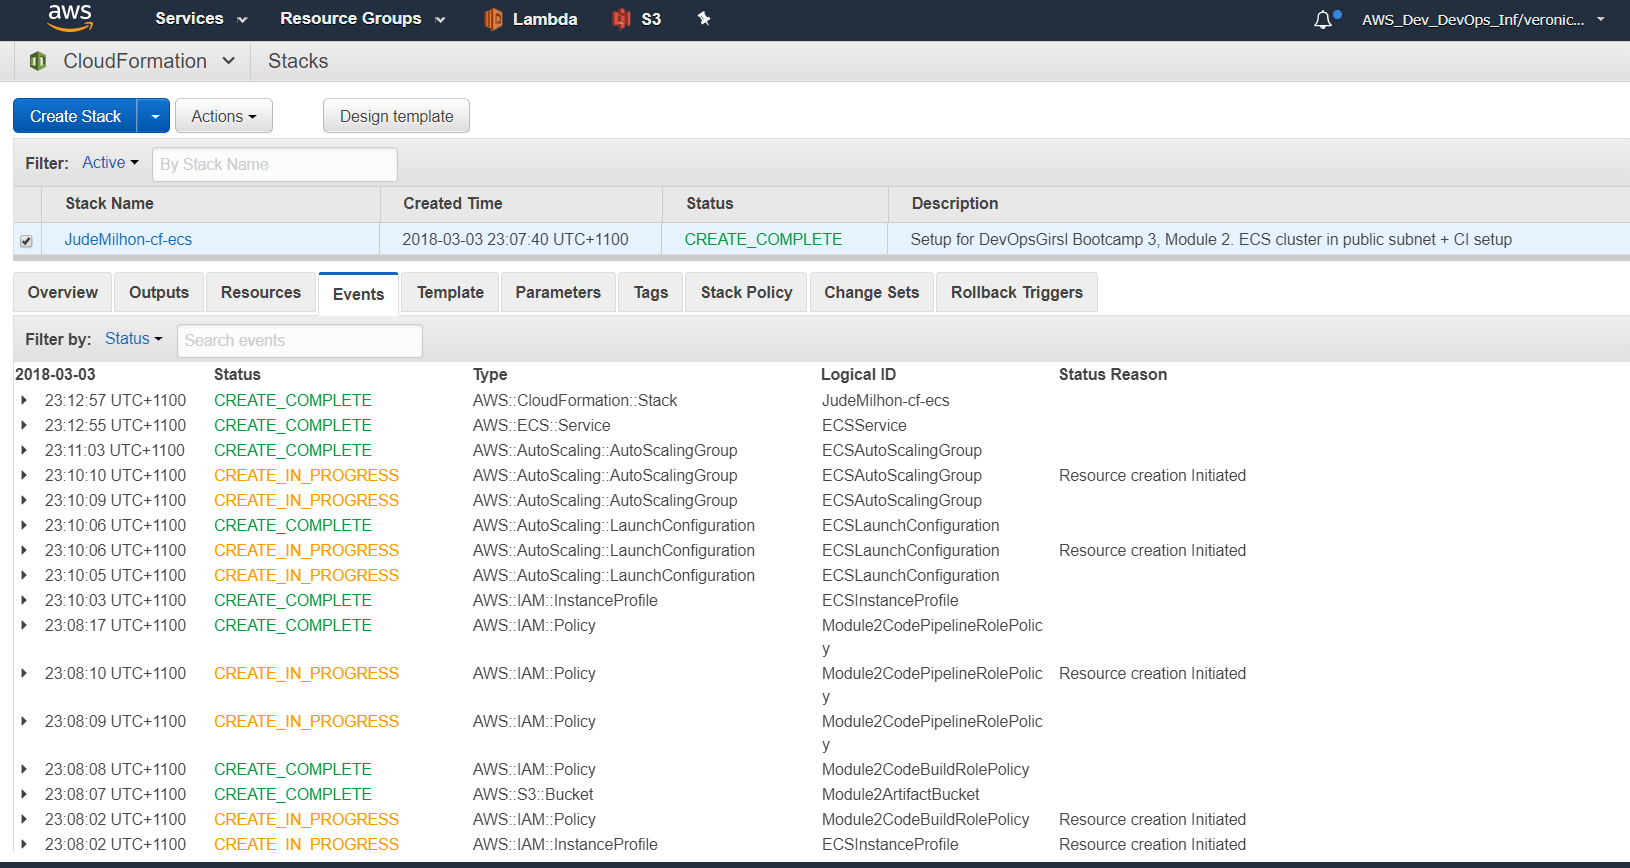 aws Services Resource Groups Lambda S3 AWS_Dev_DevOps_Inf/veronic...
CloudFormation Stacks
Create Stack Actions Design template
Filter: Active By Stack Name
Stack Name Created Time Status Description
JudeMilhon-cf-ecs 2018-03-03 23:07:40 UTC+1100 CREATE_COMPLETE Setup for DevOpsGirsl Bootcamp 3, Module 2. ECS cluster in public subnet + CI setup
Overview Outputs Resources Events Template Parameters Tags Stack Policy Change Sets Rollback Triggers
Filter by: Status Search events
2018-03-03 Status Type Logical ID Status Reason
23:12:57 UTC+1100 CREATE_COMPLETE AWS::CloudFormation::Stack JudeMilhon-cf-ecs
23:12:55 UTC+1100 CREATE_COMPLETE AWS::ECS::Service ECSService
23:11:03 UTC+1100 CREATE_COMPLETE AWS::AutoScaling::AutoScalingGroup ECSAutoScalingGroup
23:10:10 UTC+1100 CREATE_IN_PROGRESS AWS::AutoScaling::AutoScalingGroup ECSAutoScalingGroup Resource creation Initiated
23:10:09 UTC+1100 CREATE_IN_PROGRESS AWS::AutoScaling::AutoScalingGroup ECSAutoScalingGroup
23:10:06 UTC+1100 CREATE_COMPLETE AWS::AutoScaling::LaunchConfiguration ECSLaunchConfiguration
23:10:06 UTC+1100 CREATE_IN_PROGRESS AWS::AutoScaling::LaunchConfiguration ECSLaunchConfiguration Resource creation Initiated
23:10:05 UTC+1100 CREATE_IN_PROGRESS AWS::AutoScaling::LaunchConfiguration ECSLaunchConfiguration
23:10:03 UTC+1100 CREATE_COMPLETE AWS::IAM::InstanceProfile ECSInstanceProfile
23:08:17 UTC+1100 CREATE_COMPLETE AWS::IAM::Policy Module2CodePipelineRolePolic
y
23:08:10 UTC+1100 CREATE_IN_PROGRESS AWS::IAM::Policy Module2CodePipelineRolePolic Resource creation Initiated
y
23:08:09 UTC+1100 CREATE_IN_PROGRESS AWS::IAM::Policy Module2CodePipelineRolePolic
y
23:08:08 UTC+1100 CREATE_COMPLETE AWS::IAM::Policy Module2CodeBuildRolePolicy
23:08:07 UTC+1100 CREATE_COMPLETE AWS::S3::Bucket Module2ArtifactBucket
23:08:02 UTC+1100 CREATE_IN_PROGRESS AWS::IAM::Policy Module2CodeBuildRolePolicy Resource creation Initiated
23:08:02 UTC+1100 CREATE_IN_PROGRESS AWS::IAM::InstanceProfile ECSInstanceProfile Resource creation Initiated